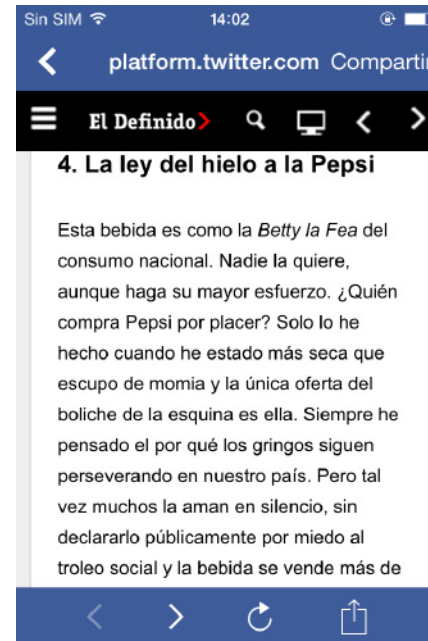 Sin SIM 14:02
platform.twitter.com Comparti
El Definido
4. La ley del hielo a la Pepsi
Esta bebida es como la Betty la Fea del
consumo nacional. Nadie la quiere,
aunque haga su mayor esfuerzo. ¿Quién
compra Pepsi por placer? Solo lo he
hecho cuando he estado más seca que
escupo de momia y la única oferta del
boliche de la esquina es ella. Siempre he
pensado el por qué los gringos siguen
perseverando en nuestro país. Pero tal
vez muchos la aman en silencio, sin
declararlo públicamente por miedo al
troleo social y la bebida se vende más de